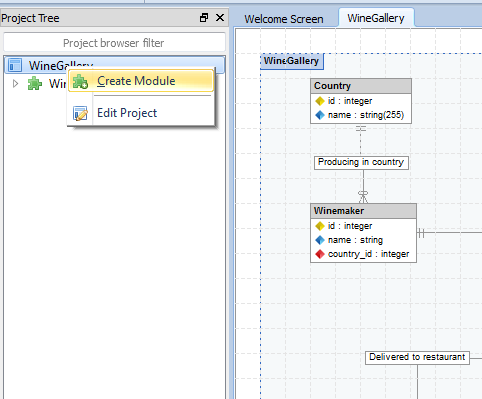 Project Tree
Project browser filter
WineGallery
Create Module
Edit Project
Welcome Screen
WineGallery
WineGallery
Country
id : integer
name : string(255)
Producing in country
Winemaker
id : integer
name : string
country_id : integer
Delivered to restaurant